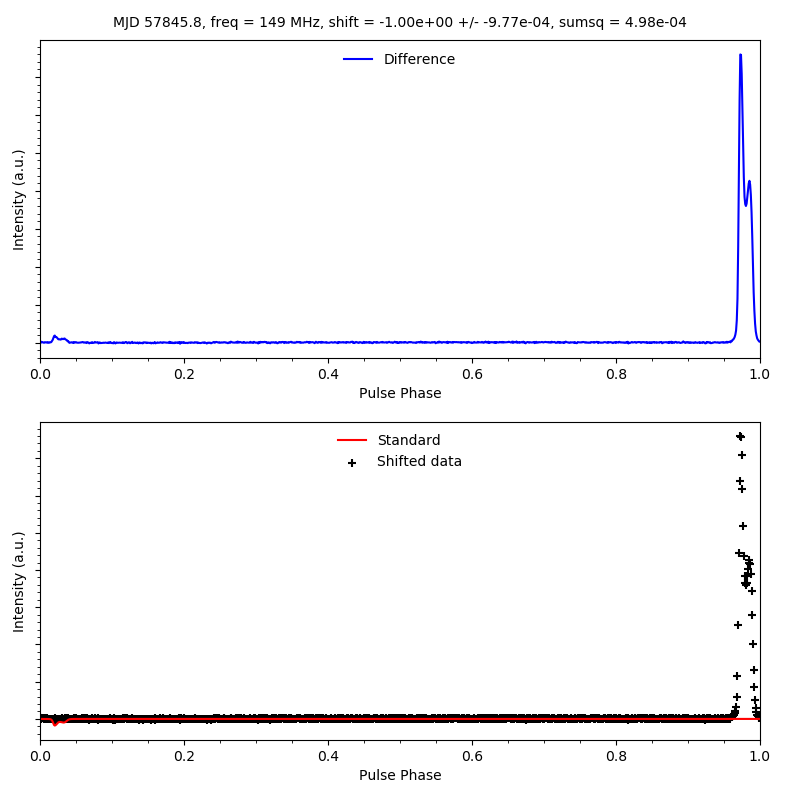 MJD 57845.8, freq = 149 MHz, shift = -1.00e+00 +/- -9.77e-04, sumsq = 4.98e-04
Difference
Intensity (a.u.)
0.0 0.2 0.4 0.6 0.8 1.0
Pulse Phase
Standard
Shifted data
Intensity (a.u.)
0.0 0.2 0.4 0.6 0.8 1.0
Pulse Phase